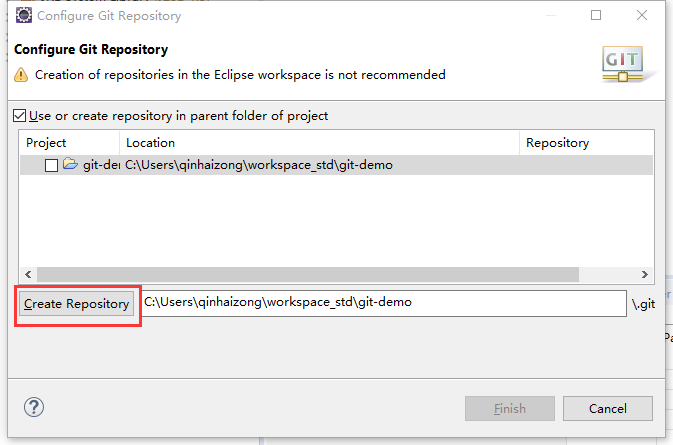 Configure Git Repository
Configure Git Repository
Creation of repositories in the Eclipse workspace is not recommended
GIT
Use or create repository in parent folder of project
Project Location Repository
git-der C:\Users\qinhaizong\workspace_std\git-demo
Create Repository C:\Users\qinhaizong\workspace_std\git-demo \.git
Finish Cancel